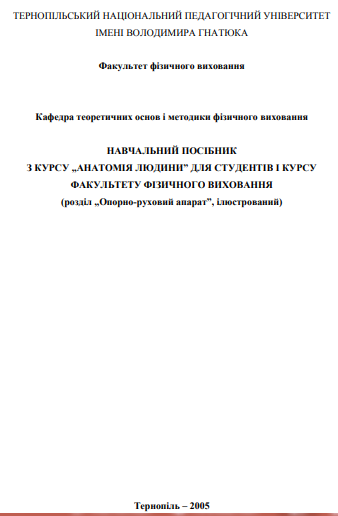 ТЕРНОПІЛЬСЬКИЙ НАЦІОНАЛЬНИЙ ПЕДАГОГІЧНИЙ УНІВЕРСИТЕТ
ІМЕНІ ВОЛОДИМИРА ГНАТЮКА
Факультет фізичного виховання
Кафедра теоретичних основ і методики фізичного виховання
НАВЧАЛЬНИЙ ПОСІБНИК
З КУРСУ „АНАТОМІЯ ЛЮДИНИ” ДЛЯ СТУДЕНТІВ І КУРСУ
ФАКУЛЬТЕТУ ФІЗИЧНОГО ВИХОВАННЯ
(розділ „Опорно-руховий апарат”, ілюстрований)
Тернопіль – 2005